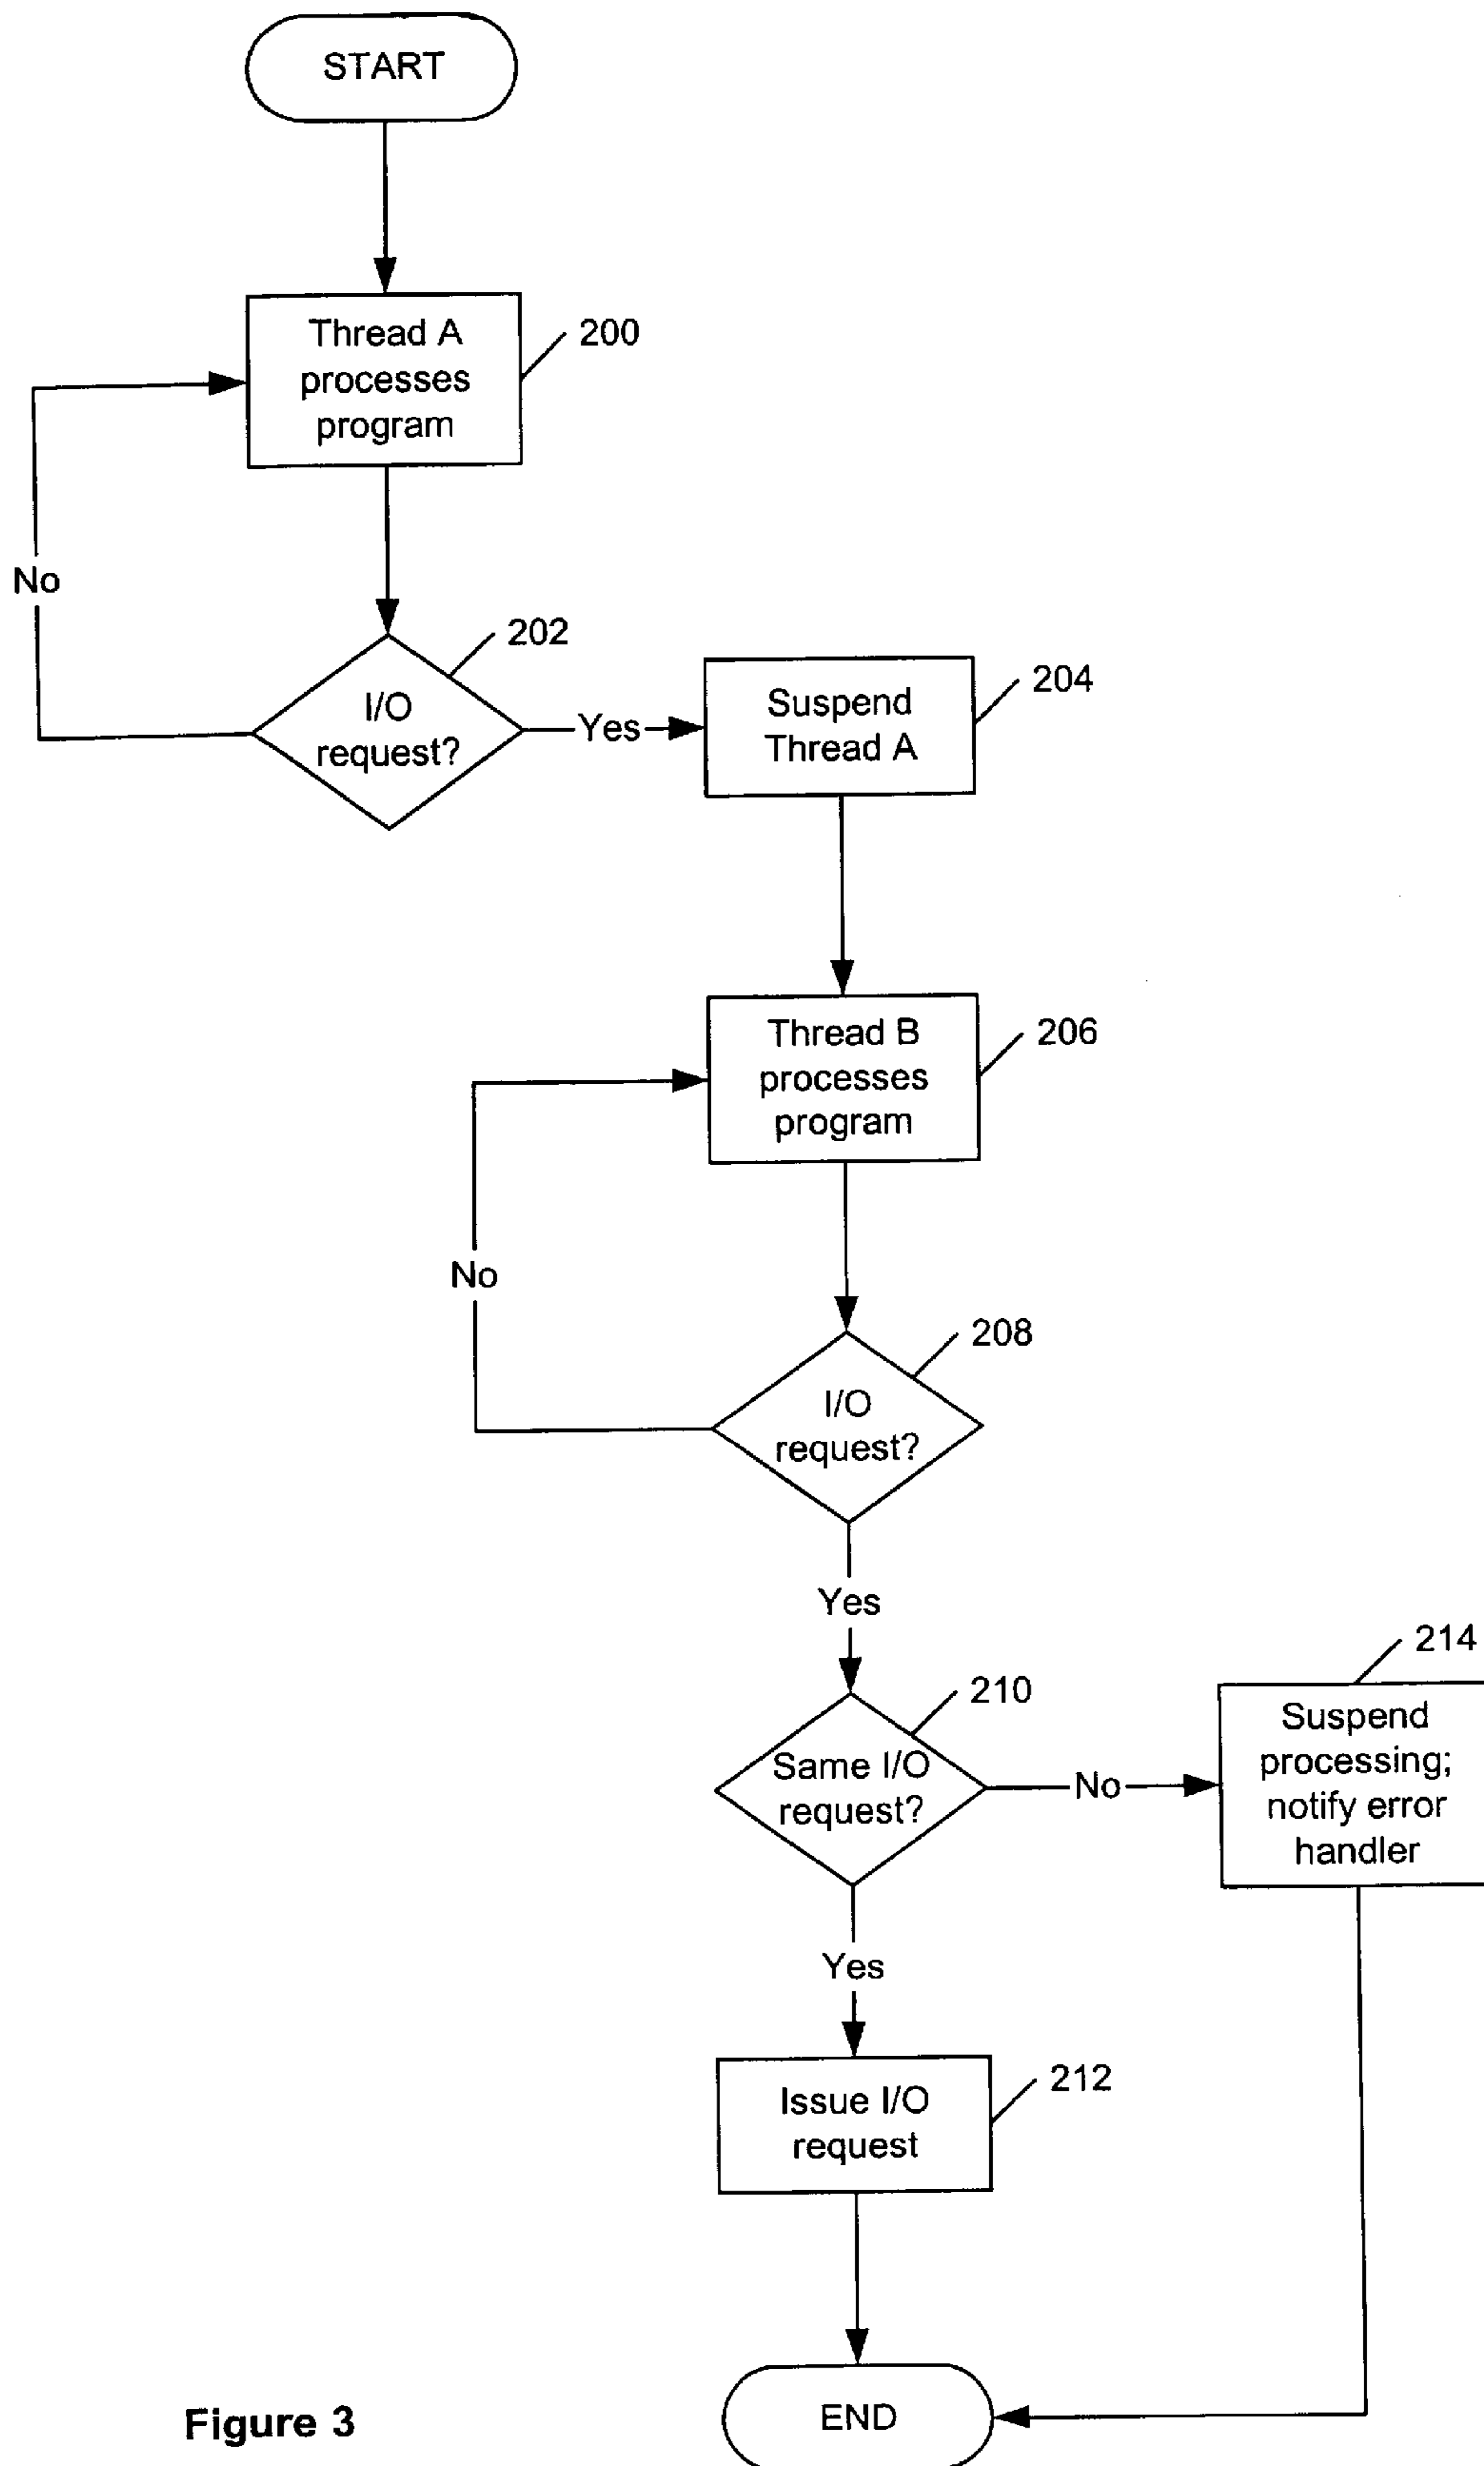 START
Thread A
processes
program
200
No
202
I/O
request?
Yes
Suspend
Thread A
204
Thread B
processes
program
206
No
208
I/O
request?
Yes
210
Same I/O
request?
No
214
Suspend
processing;
notify error
handler
Yes
Issue I/O
request
212
END
Figure 3